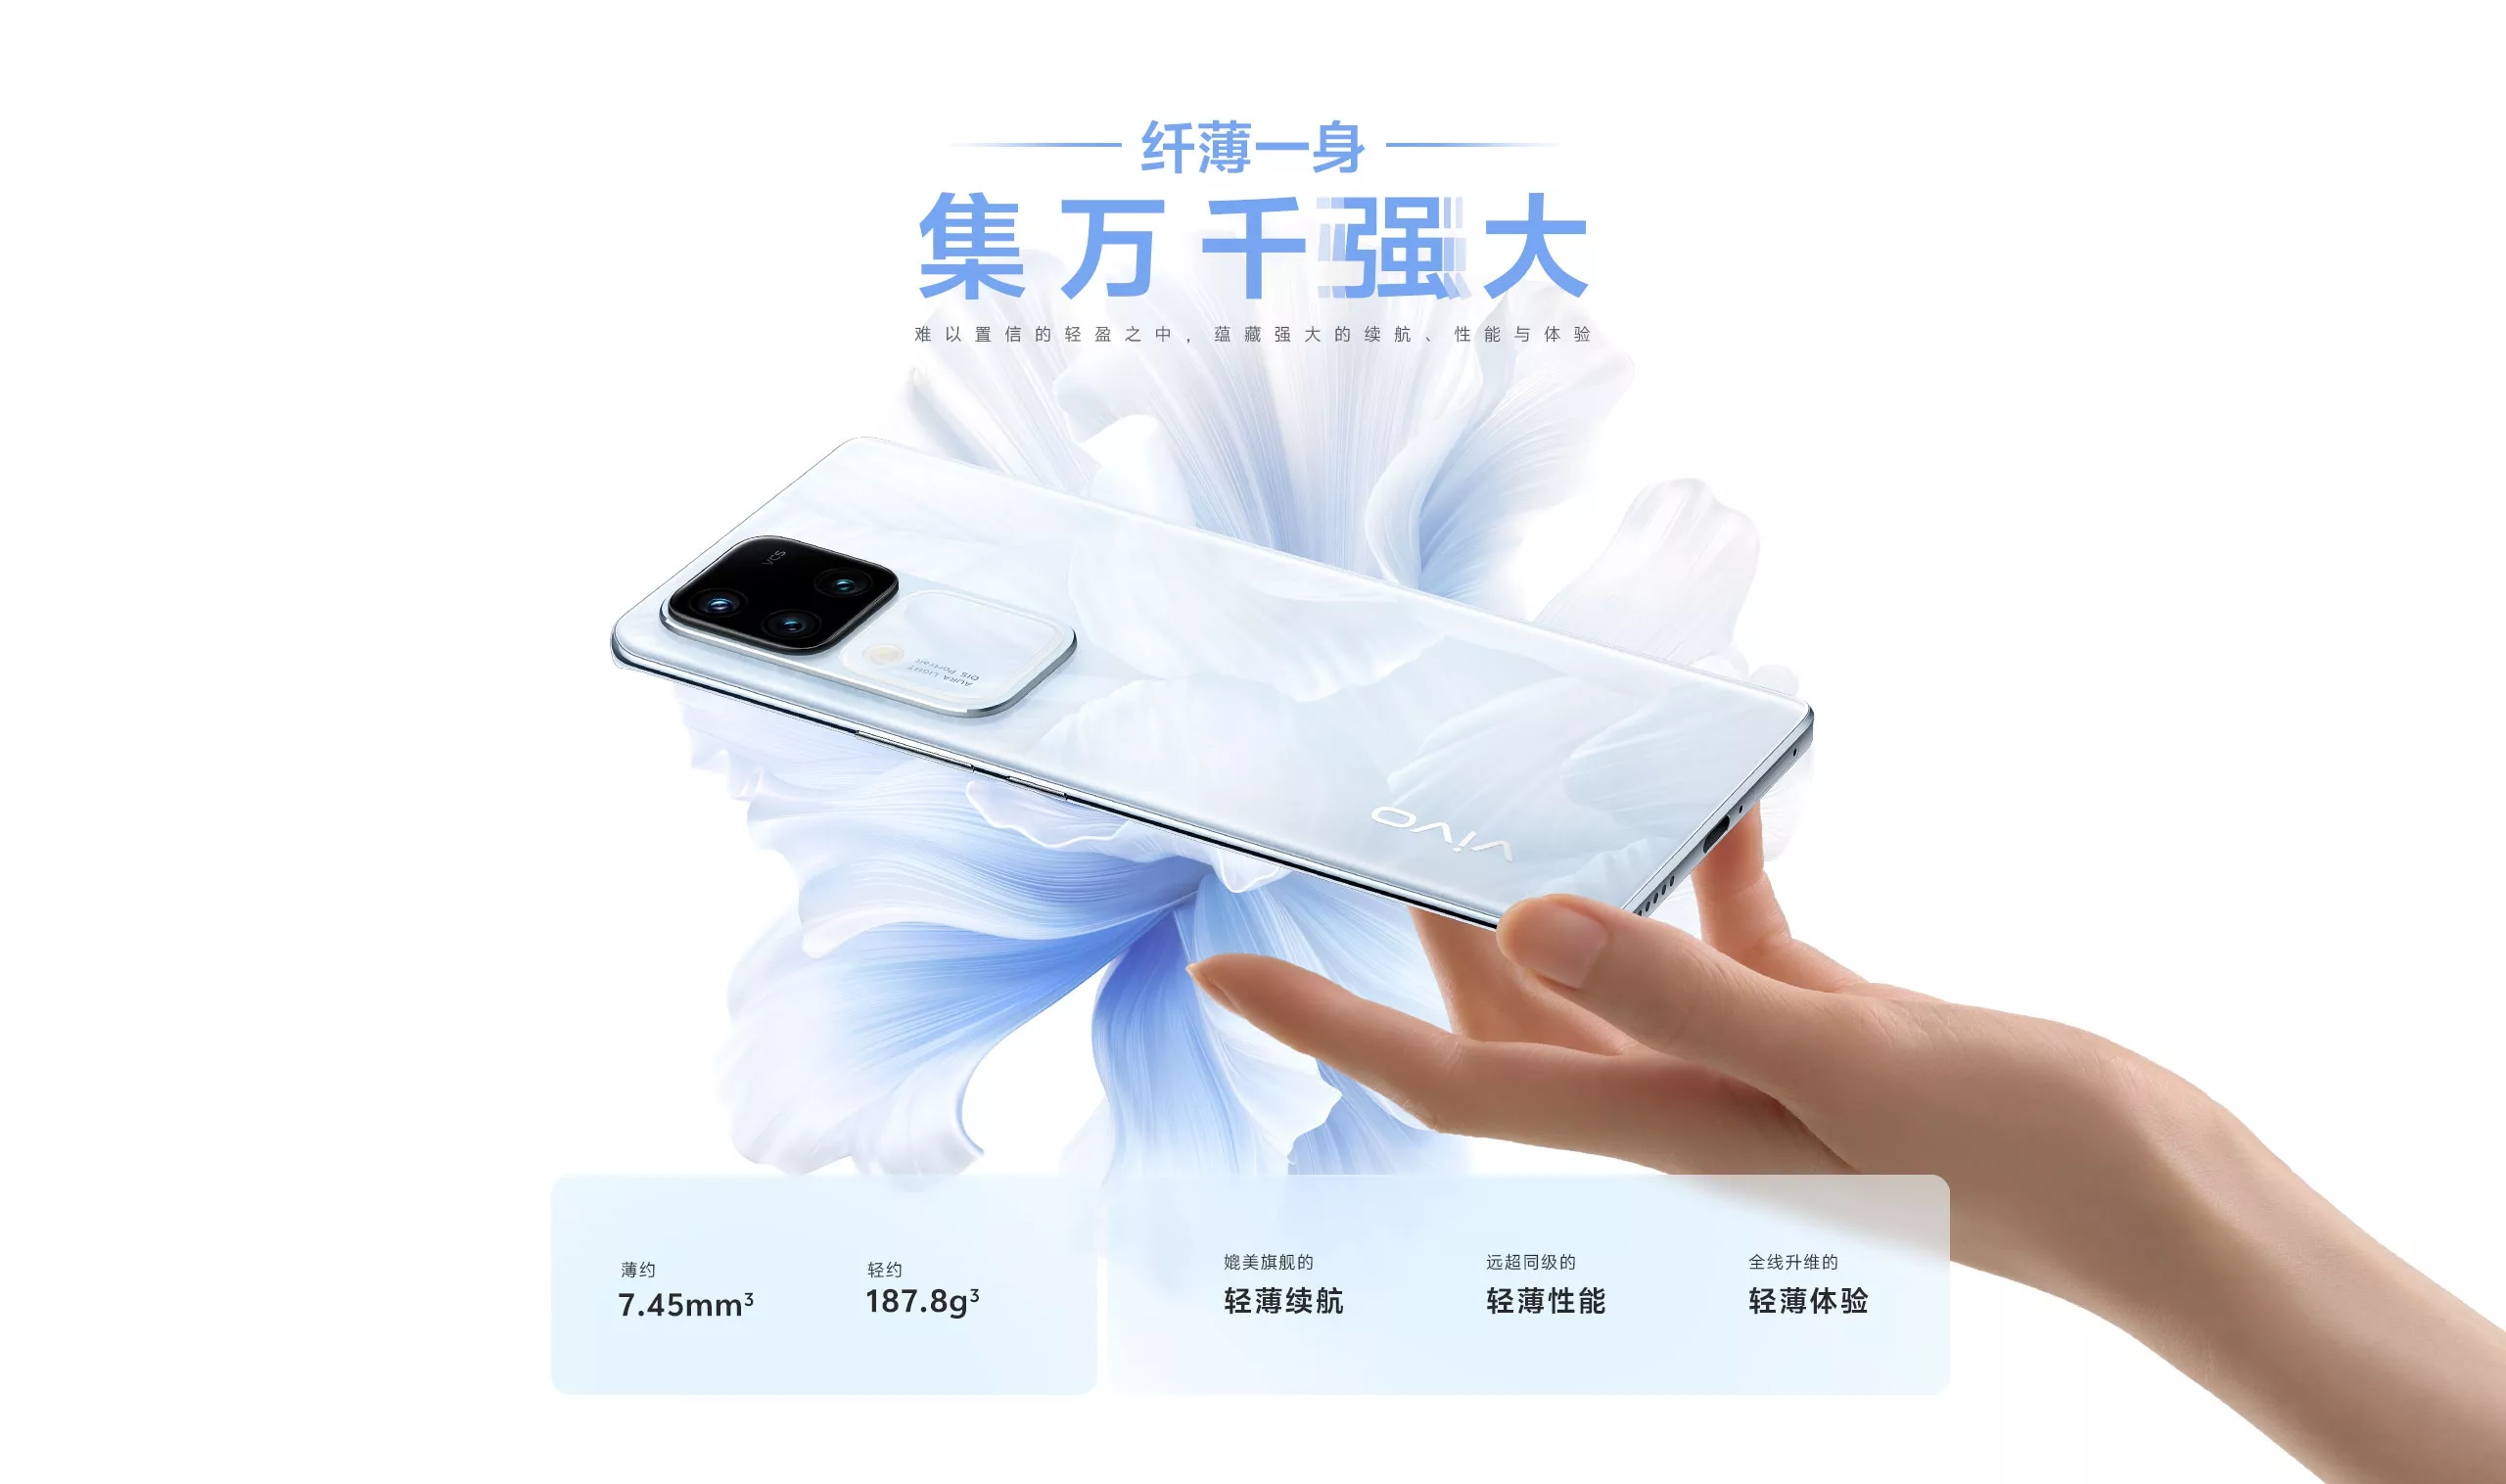 纤薄一身
集万千强大
难以置信的轻盈之中，蕴藏强大的续航、性能与体验
VCS
AURA LIGHT
OIS Portrait
vivo
薄约
7.45mm³
轻约
187.8g³
媲美旗舰的
轻薄续航
远超同级的
轻薄性能
全线升维的
轻薄体验